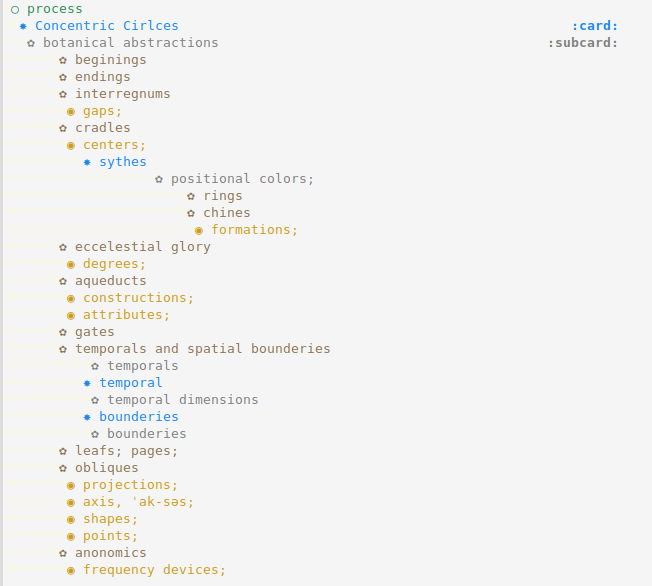 process
Concentric Cirlces :card:
botanical abstractions :subcard:
beginings
endings
interregnums
gaps;
cradles
centers;
sythes
positional colors;
rings
chines
formations;
eccelestial glory
degrees;
aqueducts
constructions;
attributes;
gates
temporals and spatial bounderies
temporals
temporal
temporal dimensions
bounderies
bounderies
leafs; pages;
obliques
projections;
axis, ˈak-səs;
shapes;
points;
anonomics
frequency devices;